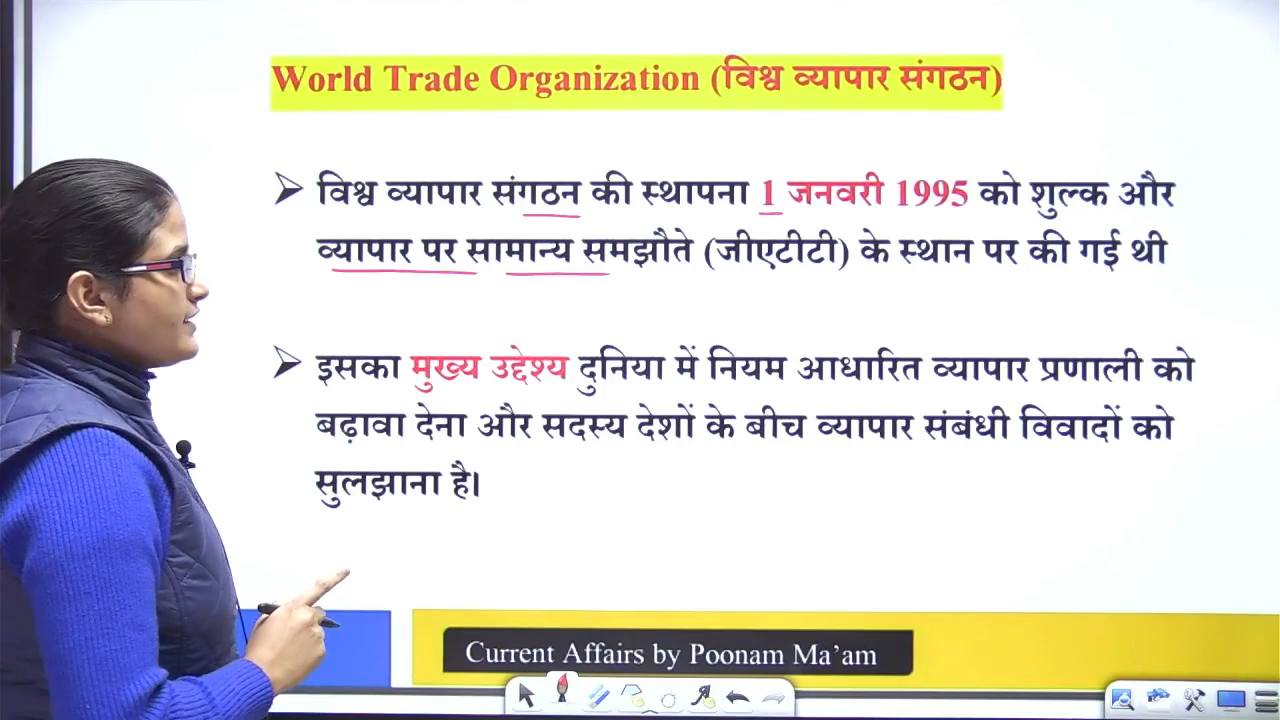 World Trade Organization (विश्व व्यापार संगठन)
विश्व व्यापार संगठन की स्थापना 1 जनवरी 1995 को शुल्क और
व्यापार पर सामान्य समझौते (जीएटीटी) के स्थान पर की गई थी
इसका मुख्य उद्देश्य दुनिया में नियम आधारित व्यापार प्रणाली को
बढ़ावा देना और सदस्य देशों के बीच व्यापार संबंधी विवादों को
सुलझाना है।
Current Affairs by Poonam Ma’am